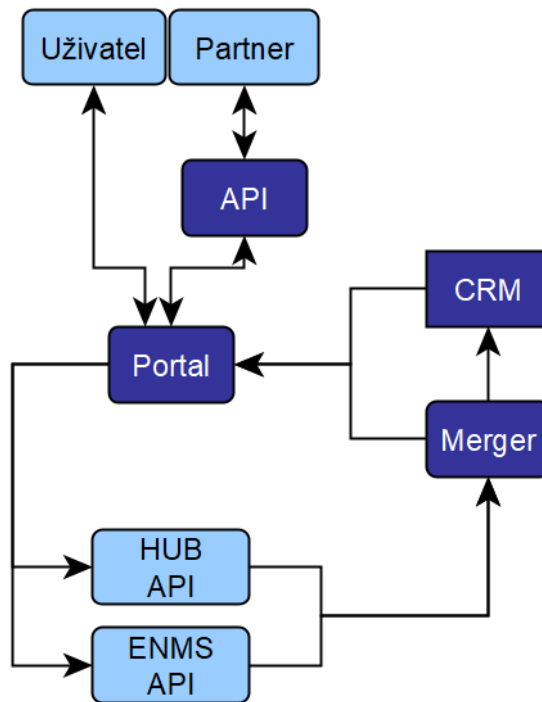 Uživatel
Partner
API
CRM
Portal
Merger
HUB
API
ENMS
API